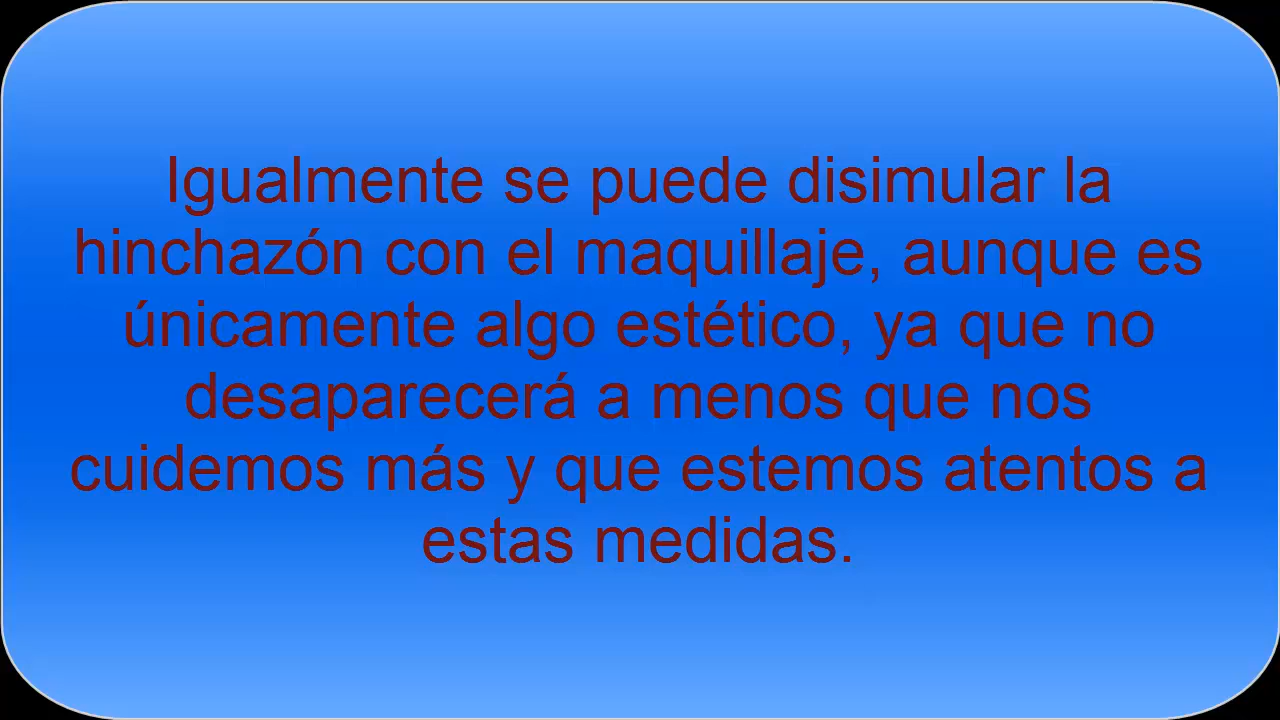 Igualmente se puede disimular la
hinchazón con el maquillaje, aunque es
únicamente algo estético, ya que no
desaparecerá a menos que nos
cuidemos más y que estemos atentos a
estas medidas.